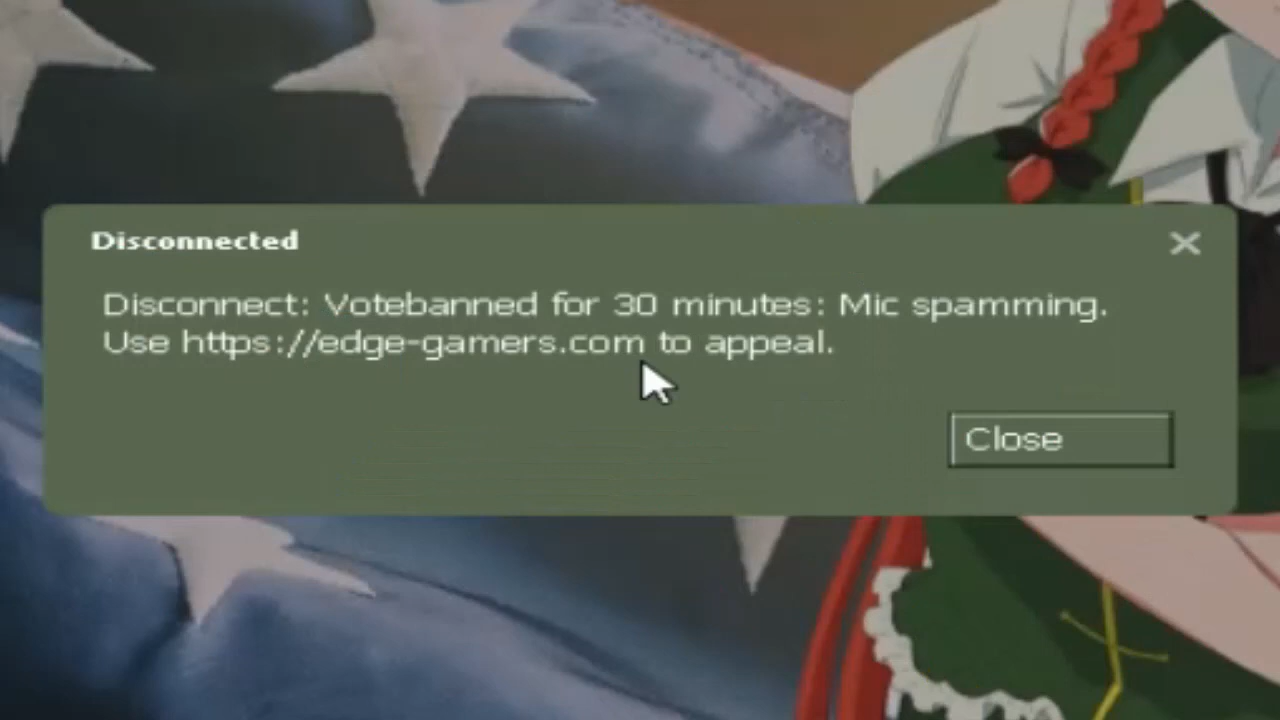 Disconnected
Disconnect: Votebanned for 30 minutes: Mic spamming.
Use https://edge-gamers.com to appeal.
Close